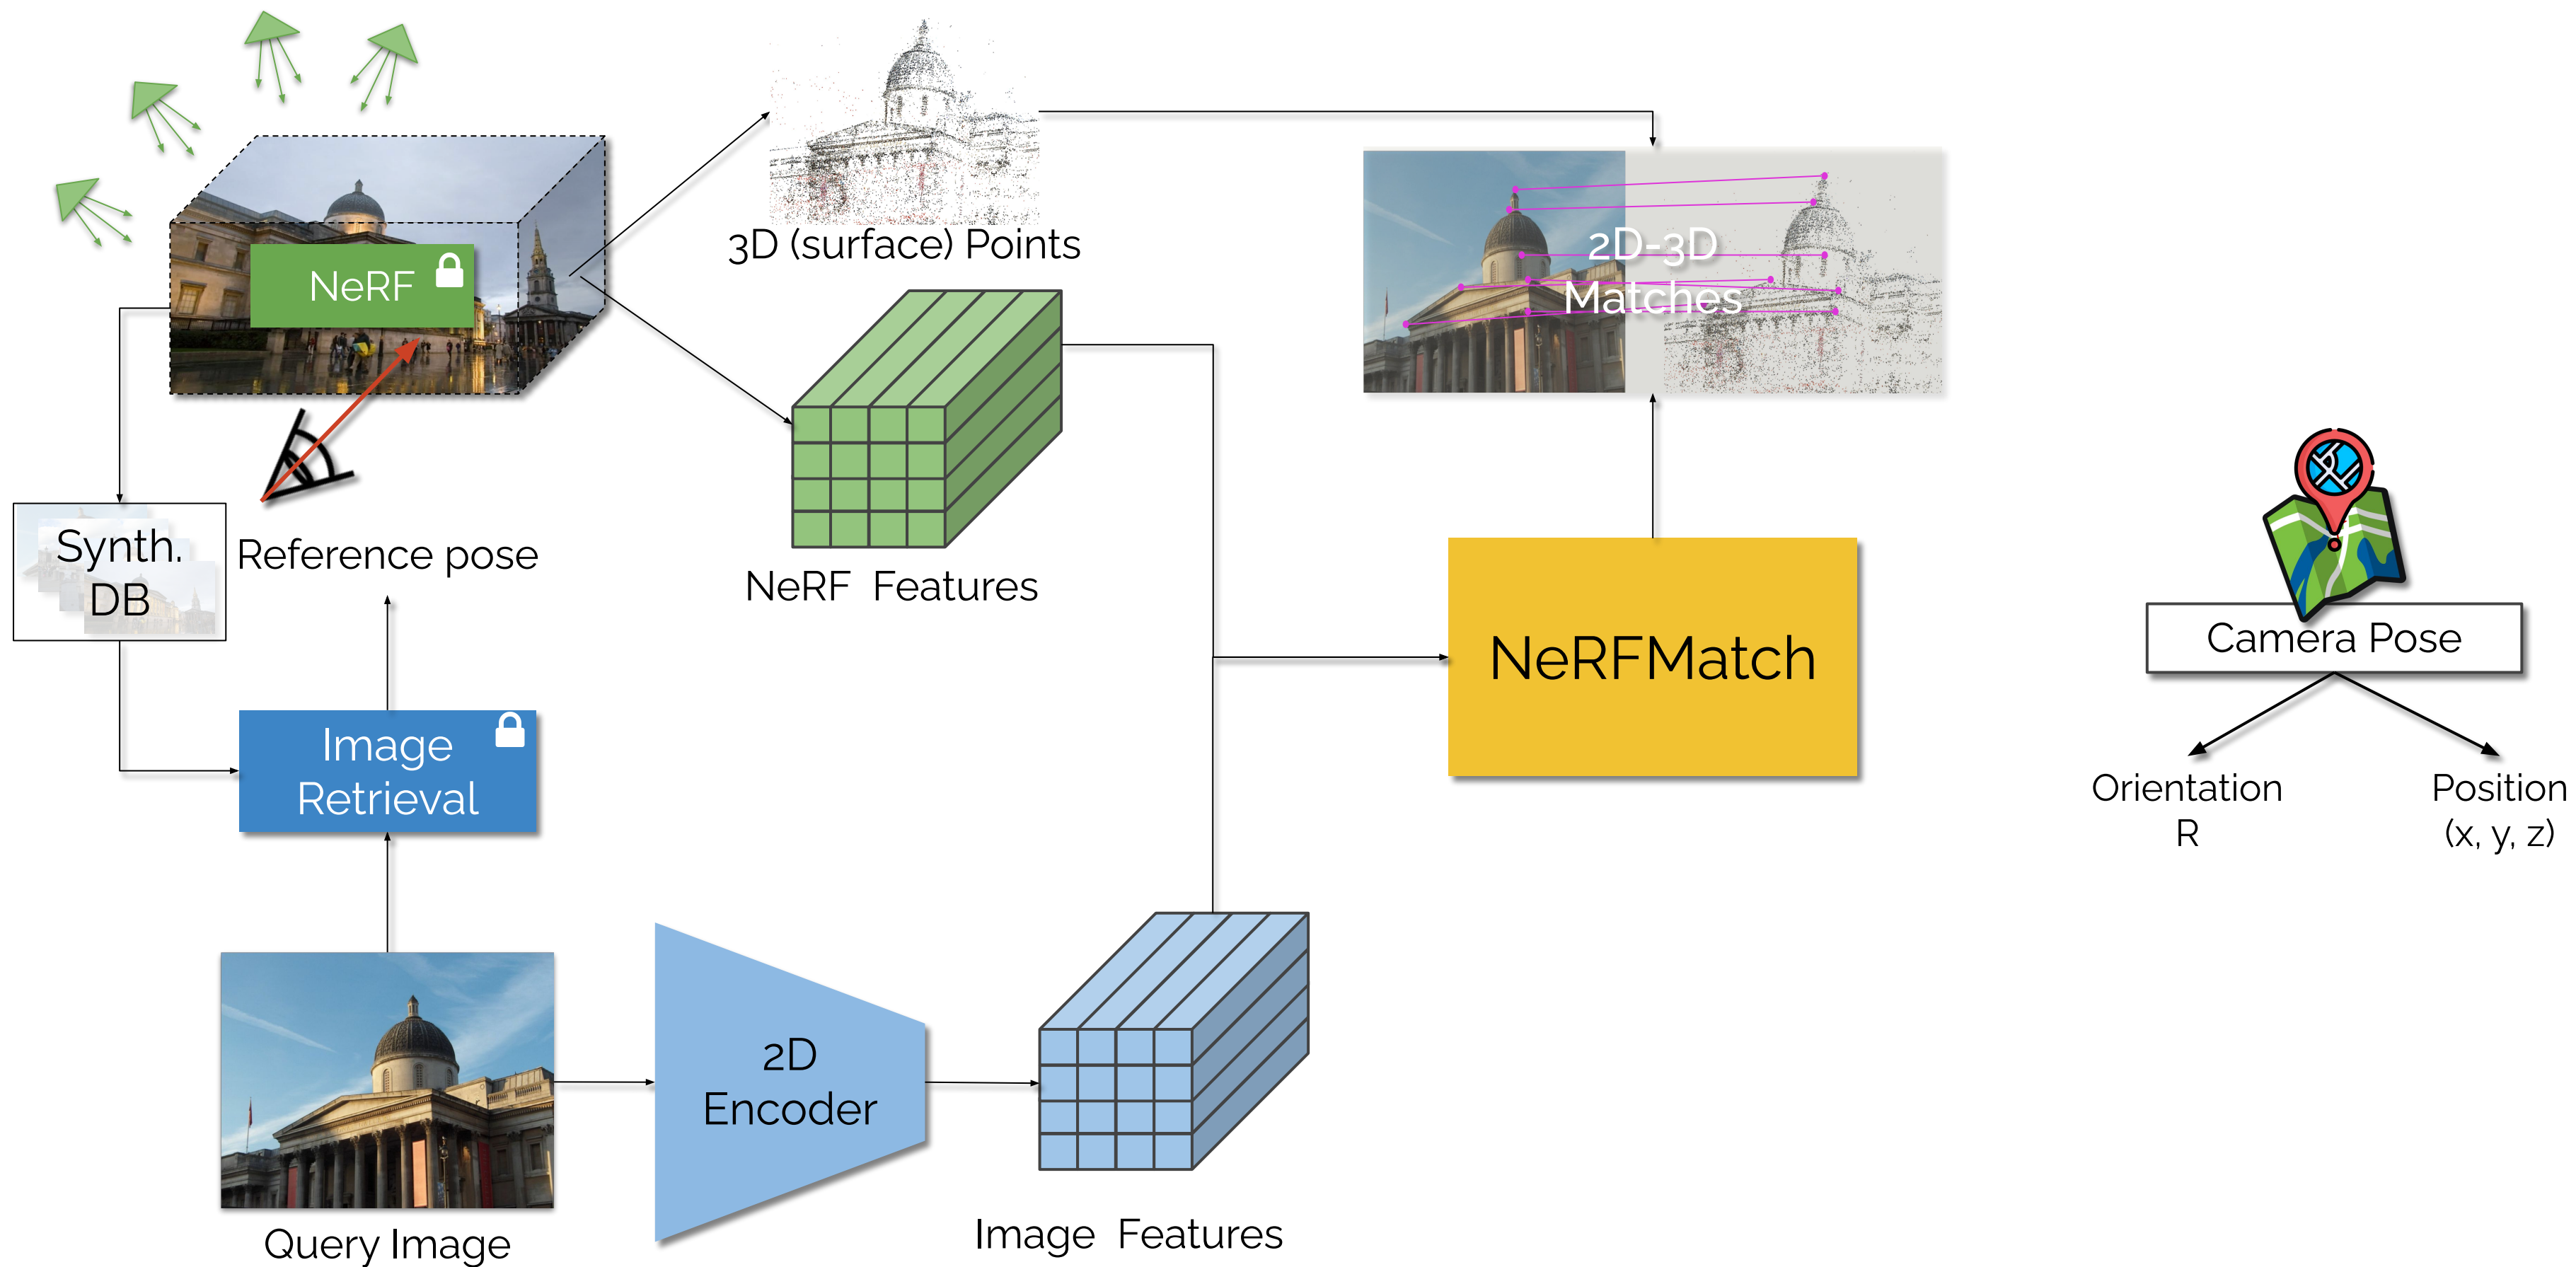 3D (surface) Points
NeRF
2D-3D
Matches
Synth.
DB
Reference pose
NeRF Features
NeRFMatch
Camera Pose
Image
Retrieval
Orientation
R
Position
(x, y, z)
2D
Encoder
Query Image
Image Features